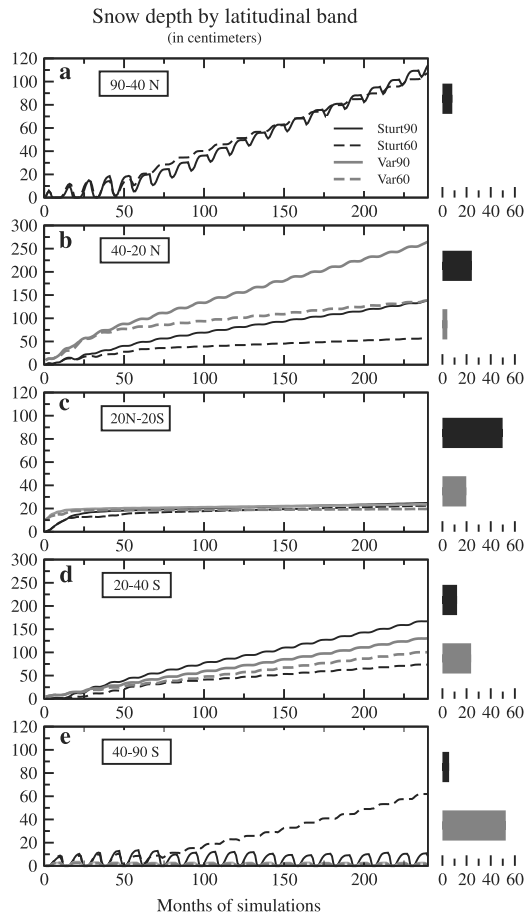 Snow depth by latitudinal band
(in centimeters)
120
100
80
60
40
20
0
a
90-40 N
Sturt90
Sturt60
Var90
Var60
0 50 100 150 200
0 20 40 60
300
250
200
150
100
50
0
b
40-20 N
0 50 100 150 200
0 20 40 60
120
100
80
60
40
20
0
c
20N-20S
0 50 100 150 200
0 20 40 60
300
250
200
150
100
50
0
d
20-40 S
0 50 100 150 200
0 20 40 60
120
100
80
60
40
20
0
e
40-90 S
0 50 100 150 200
0 20 40 60
Months of simulations